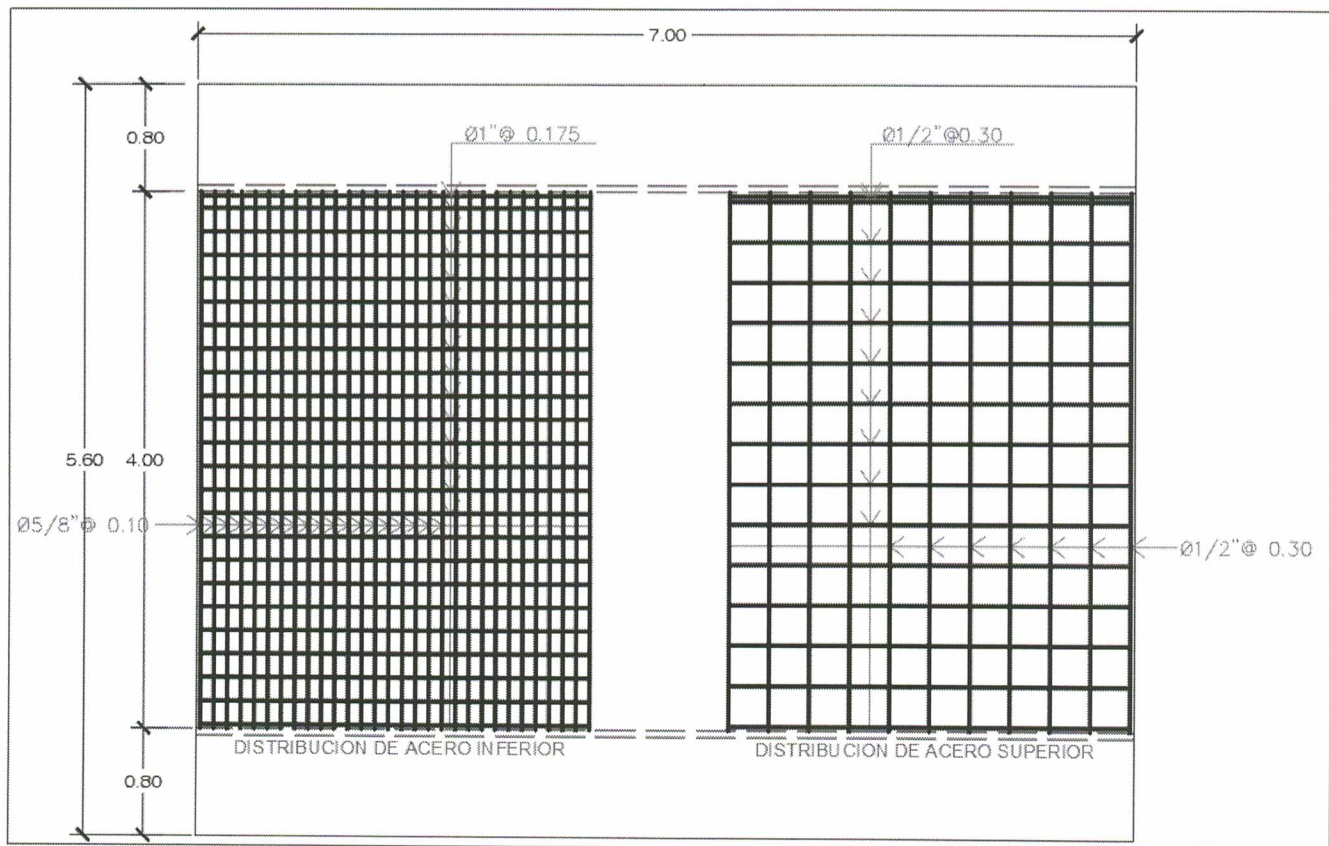 7.00
0.80
Ø1"@ 0.175
Ø1/2"@0.30
5.60
4.00
Ø5/8"@ 0.10
Ø1/2"@ 0.30
DISTRIBUCION DE ACERO INFERIOR
DISTRIBUCION DE ACERO SUPERIOR
0.80